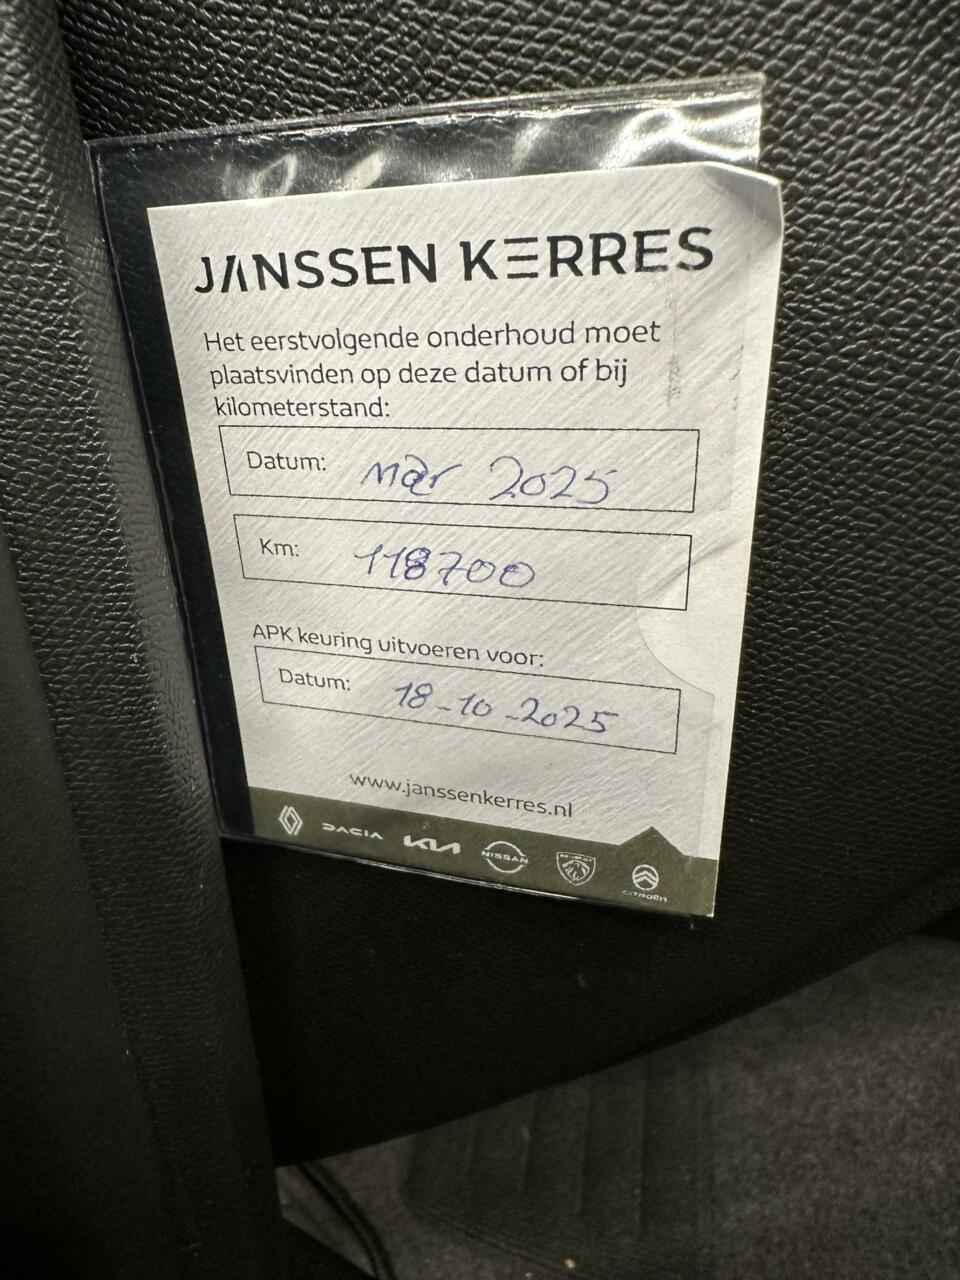 JANSSEN KERRES
Het eerstvolgende onderhoud moet
plaatsvinden op deze datum of bij
kilometerstand:
Datum: mar 2025
Km: 118700
APK keuring uitvoeren voor:
Datum: 18-10-2025
www.janssenkerres.nl
DACIA KIA NISSAN CITROËN